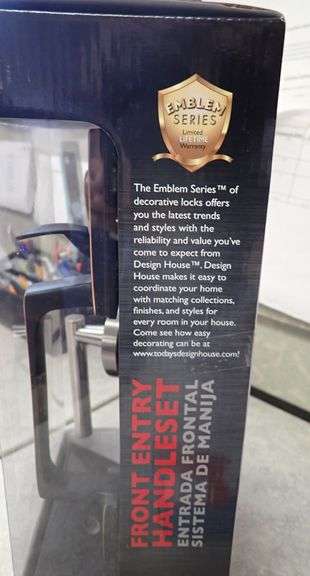 EMBLEM
SERIES
Limited
LIFETIME
Warranty
The Emblem Series™ of
decorative locks offers
you the latest trends
and styles with the
reliability and value you've
come to expect from
Design House™. Design
House makes it easy to
coordinate your home
with matching collections,
finishes, and styles for
every room in your house.
Come see how easy
decorating can be at
www.todaysdesignhouse.com!
FRONT ENTRY
HANDLESET
ENTRADA FRONTAL
SISTEMA DE MANIJA